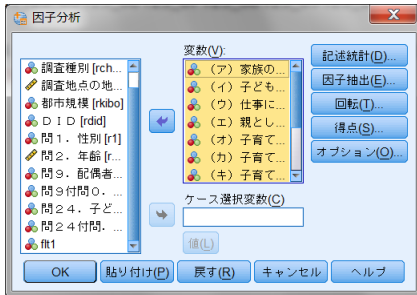 因子分析
変数(V):
調査種別 [rch...
調査地点の地...
都市規模 [rkibo]
ＤＩＤ [rdid]
問１．性別 [r1]
問２．年齢 [r...
問９．配偶者...
問９付問０．...
問２４．子ど...
問２４付問．...
flt1
（ア）家族の...
（イ）子ども...
（ウ）仕事に...
（エ）親とし...
（オ）子育て...
（カ）子育て...
（キ）子育て...
ケース選択変数(C)
値(L)
記述統計(D)...
因子抽出(E)...
回転(T)...
得点(S)...
オプション(O)...
OK
貼り付け(P)
戻す(R)
キャンセル
ヘルプ